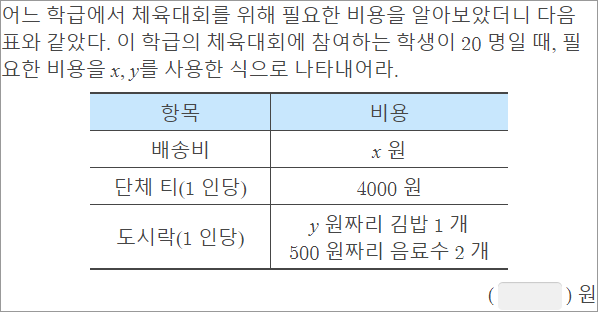 어느 학급에서 체육대회를 위해 필요한 비용을 알아보았더니 다음
표와 같았다. 이 학급의 체육대회에 참여하는 학생이 20 명일 때, 필
요한 비용을 x, y를 사용한 식으로 나타내어라.
항목 비용
배송비 x 원
단체 티(1 인당) 4000 원
도시락(1 인당) y 원짜리 김밥 1 개
500 원짜리 음료수 2 개
( ) 원